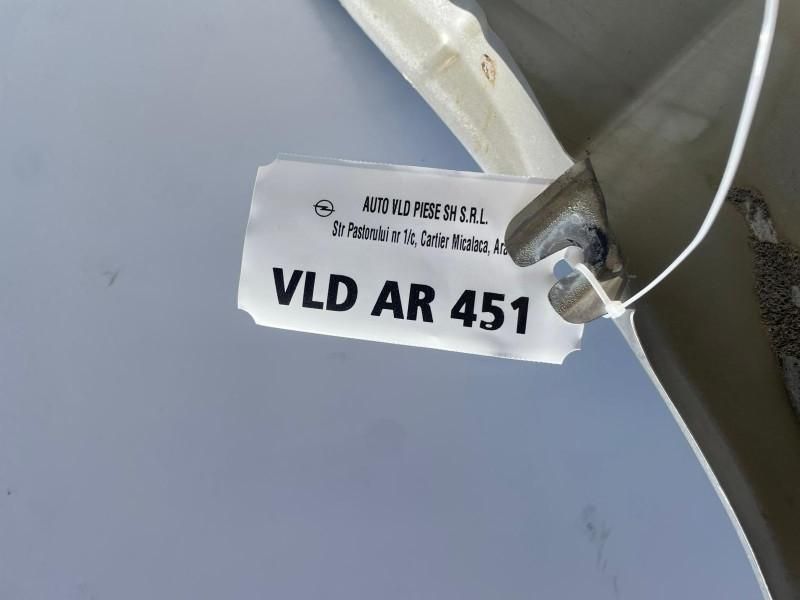 AUTO VLD PIESE SH S.R.L.
Str Pastorului nr 1/c, Cartier Micalaca,
VLD AR 451